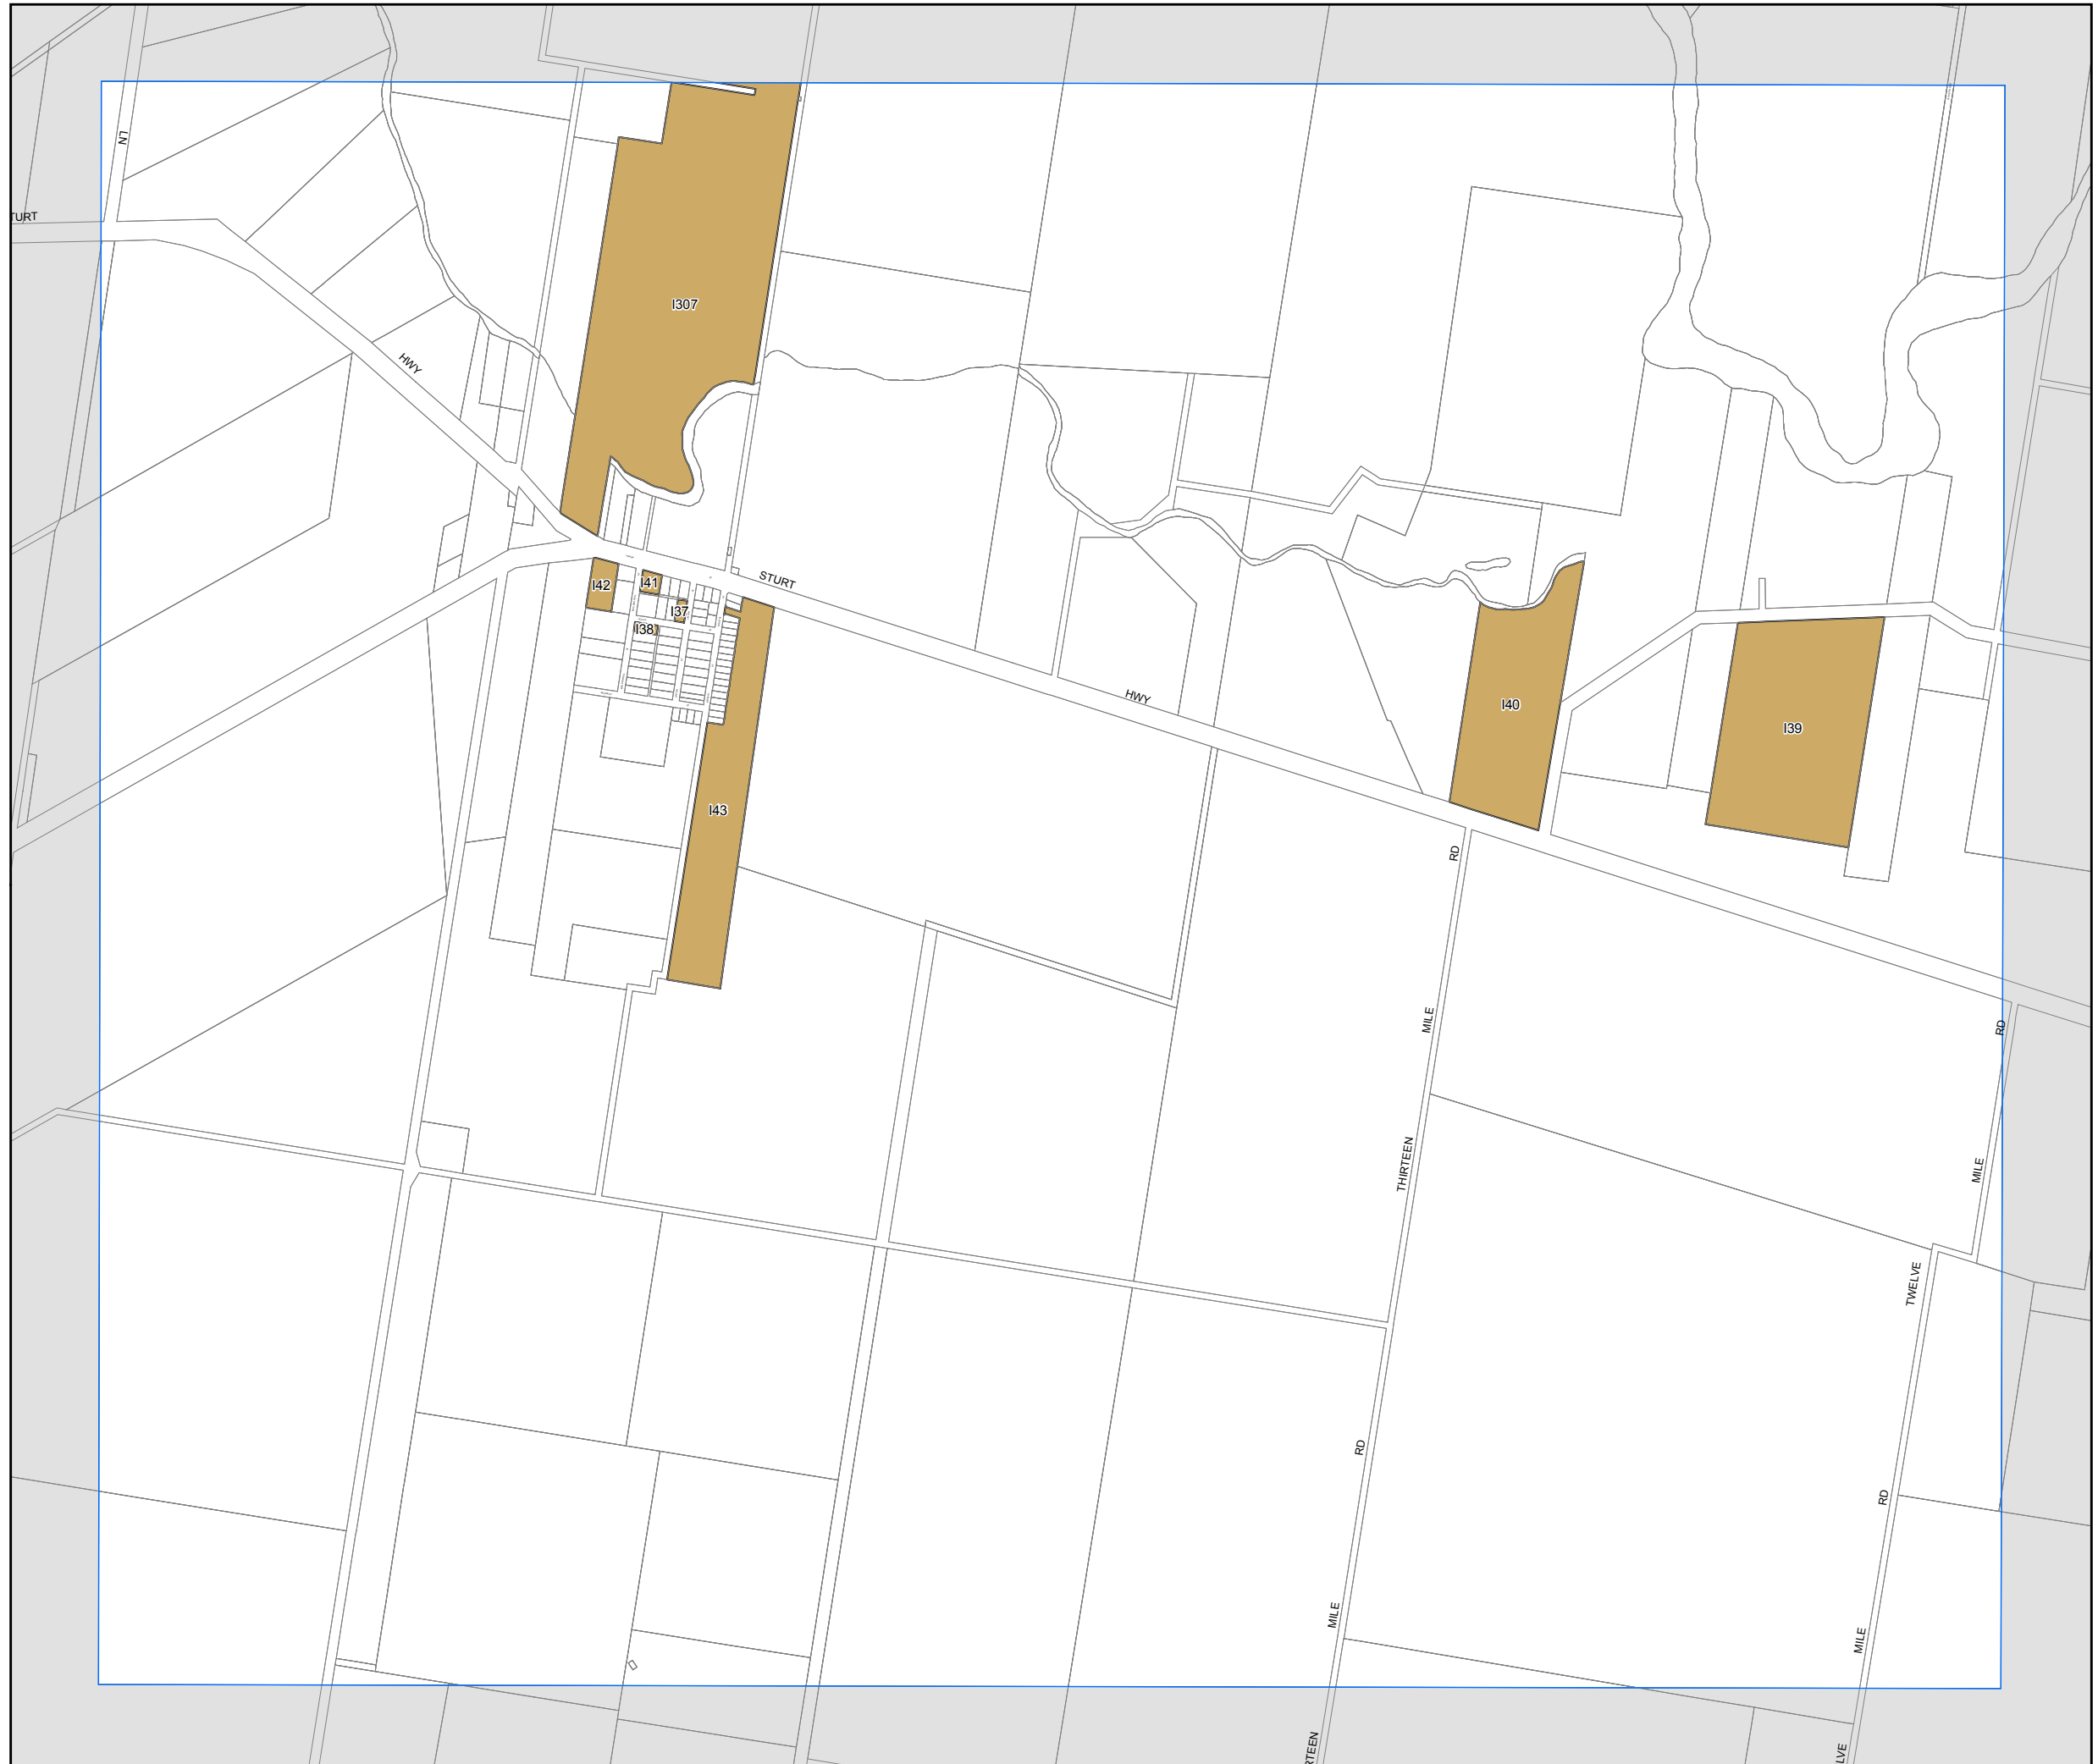 LN
TURT
I307
HWY
I42
I41
STURT
I37
I38
HWY
I40
I39
I43
RD
MILE
RD
THIRTEEN
MILE
TWELVE
RD
RD
MILE
MILE
RTEEN
LVE